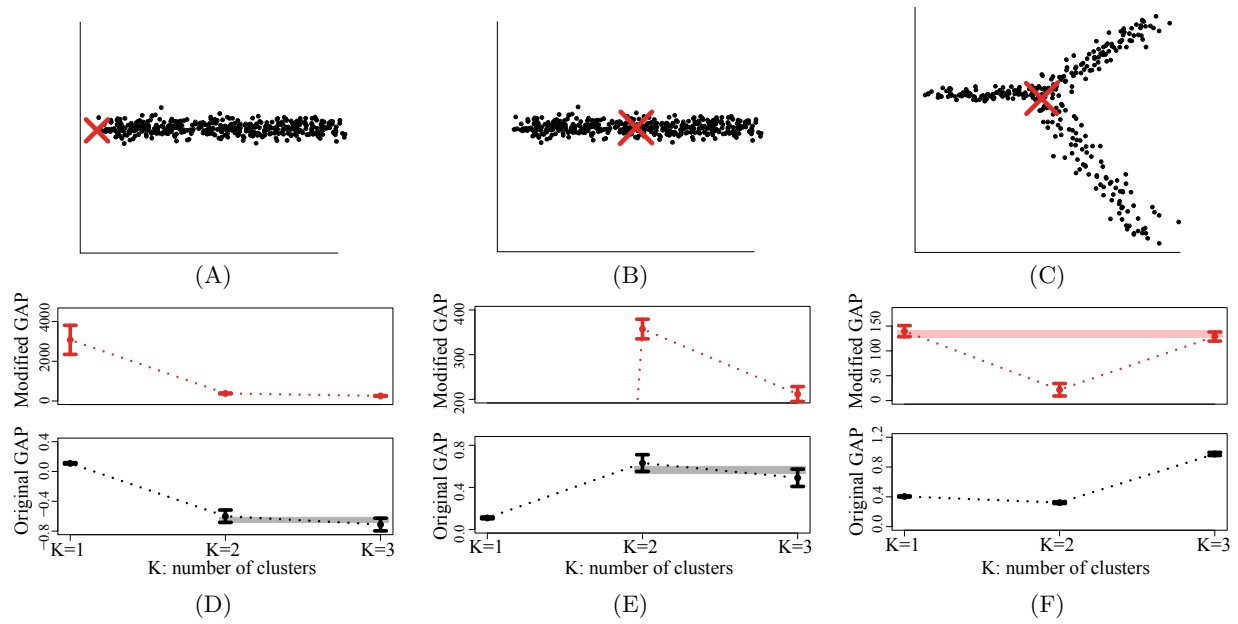 (A)
(B)
(C)
Modified GAP
0 2000 4000
Original GAP
−0.8 −0.4 0.0 0.4
K=1 K=2 K=3
K: number of clusters
(D)
Modified GAP
200 300 400
Original GAP
0.0 0.4 0.8
K=1 K=2 K=3
K: number of clusters
(E)
Modified GAP
0 50 100 150
Original GAP
0.0 0.4 0.8 1.2
K=1 K=2 K=3
K: number of clusters
(F)